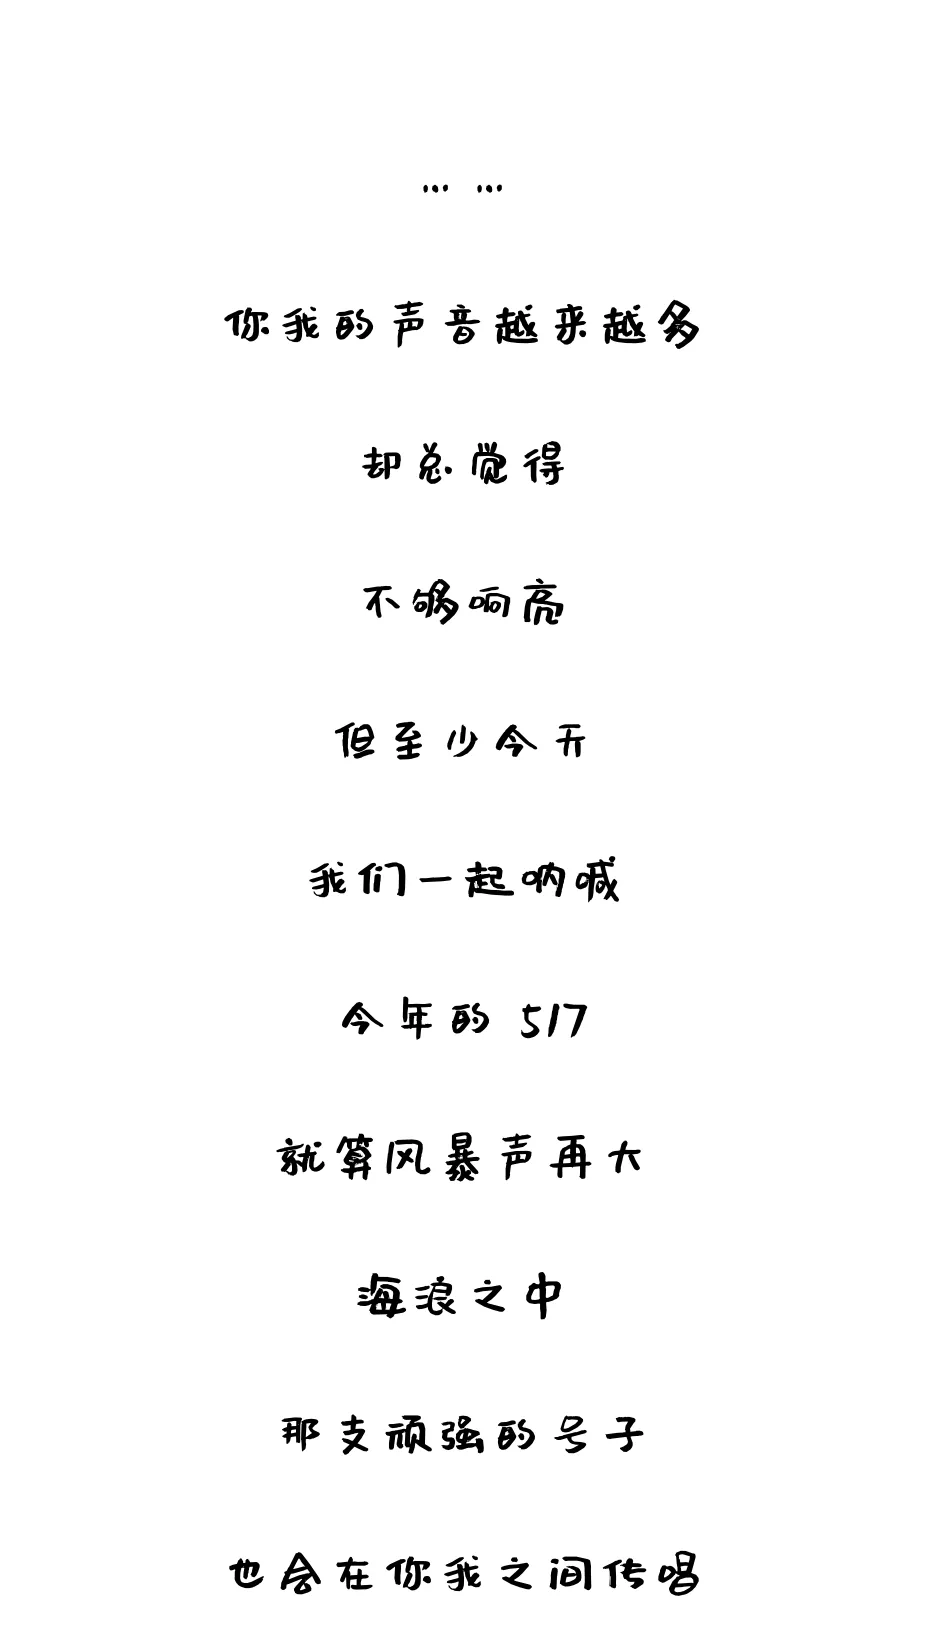 … …
你我的声音越来越多
却总觉得
不够响亮
但至少今天
我们一起呐喊
今年的 517
就算风暴声再大
海浪之中
那支顽强的号子
也会在你我之间传唱